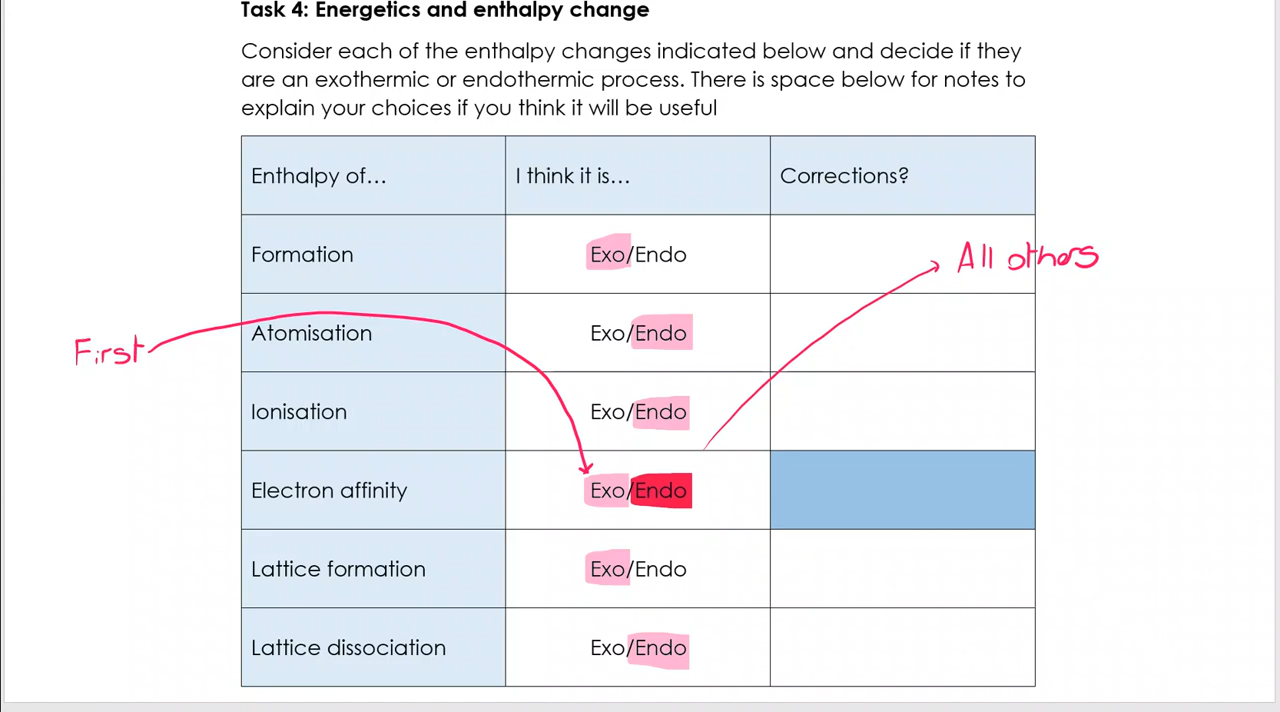 Task 4: Energetics and enthalpy change
Consider each of the enthalpy changes indicated below and decide if they
are an exothermic or endothermic process. There is space below for notes to
explain your choices if you think it will be useful
Enthalpy of... I think it is... Corrections?
Formation Exo/Endo
All others
Atomisation Exo/Endo
First
Ionisation Exo/Endo
Electron affinity Exo/Endo
Lattice formation Exo/Endo
Lattice dissociation Exo/Endo